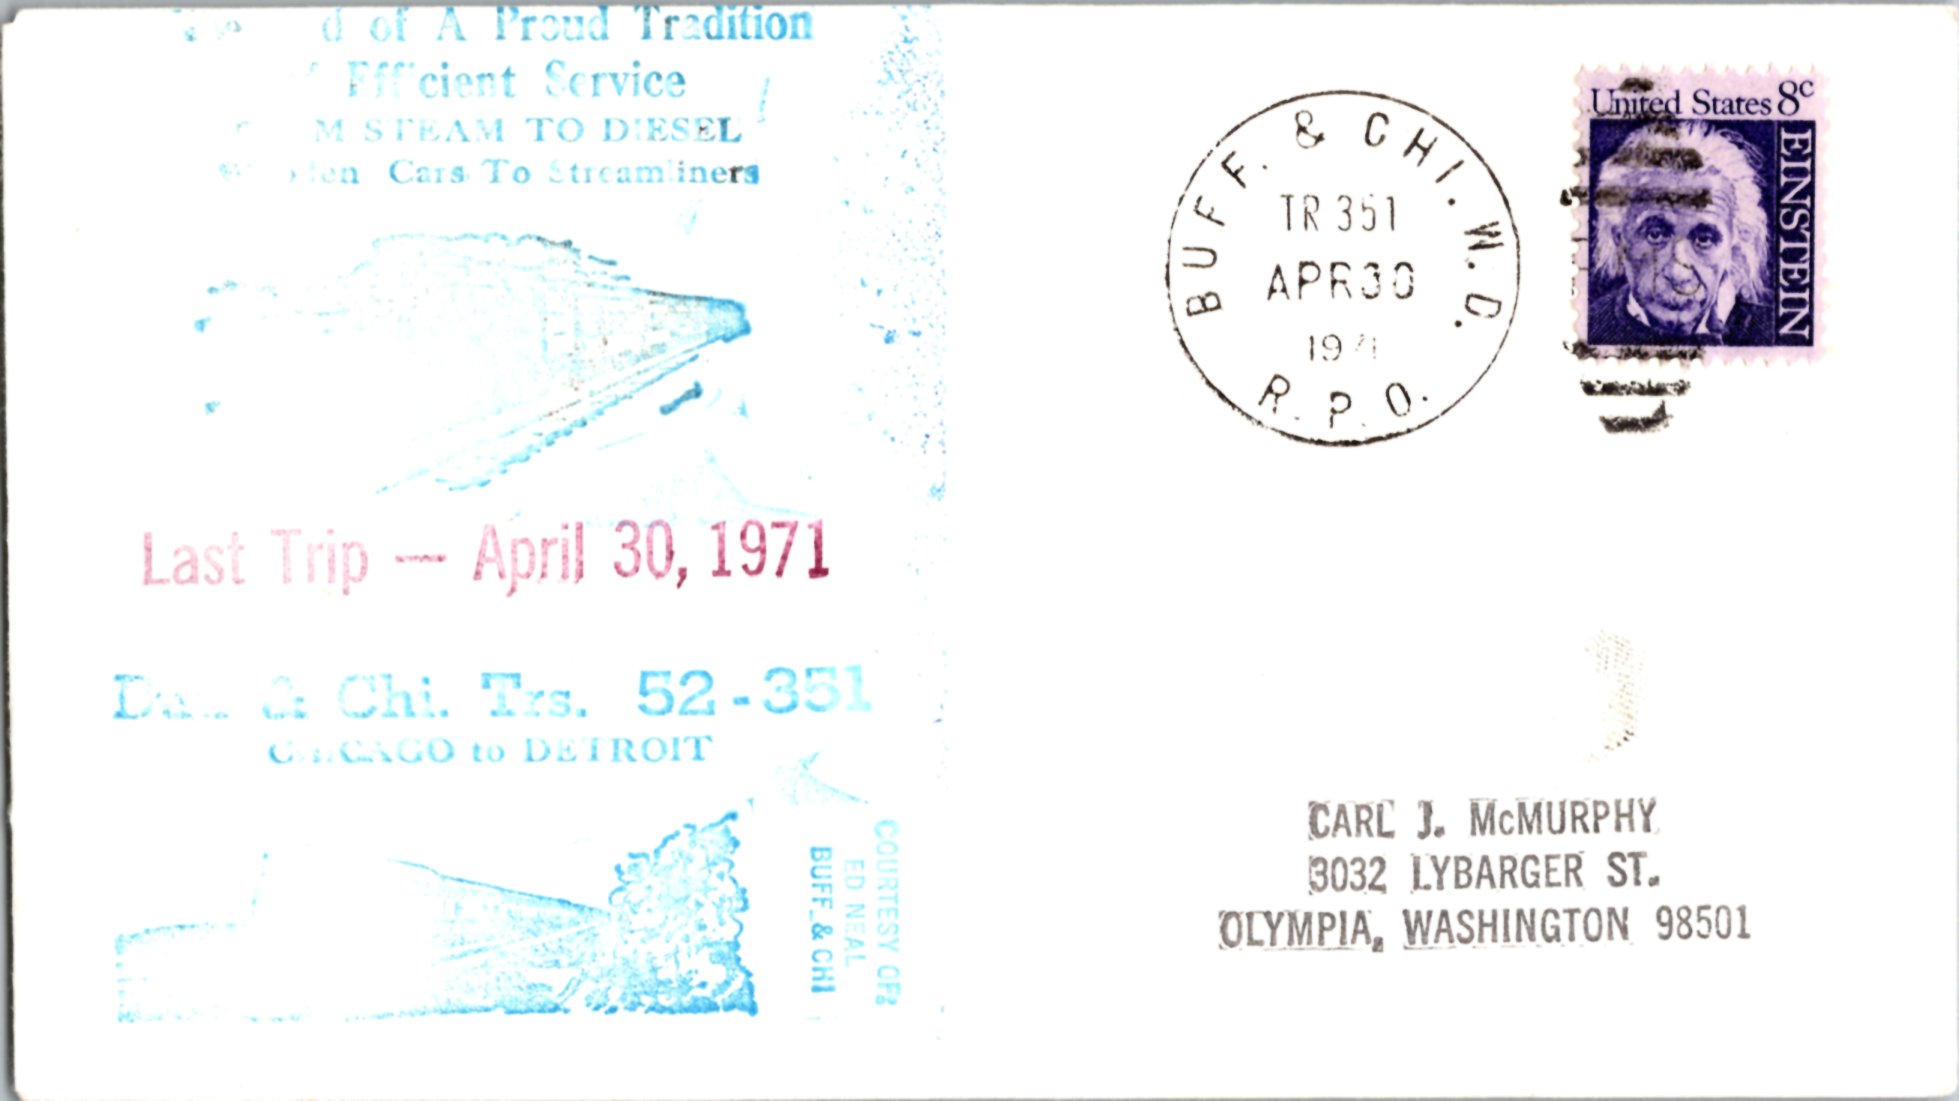 d of A Proud Tradition
Efficient Service
M STEAM TO DIESEL
Cars To Streamliners
Last Trip — April 30, 1971
& Chi. Trs. 52-351
CHICAGO to DETROIT
COURTESY OF:
ED NEAL
BUFF. & CHI
BUFF. & CHI. W.D.
TR 351
APR 30
1971
R.P.O.
United States 8c
EINSTEIN
CARL J. McMURPHY
3032 LYBARGER ST.
OLYMPIA, WASHINGTON 98501